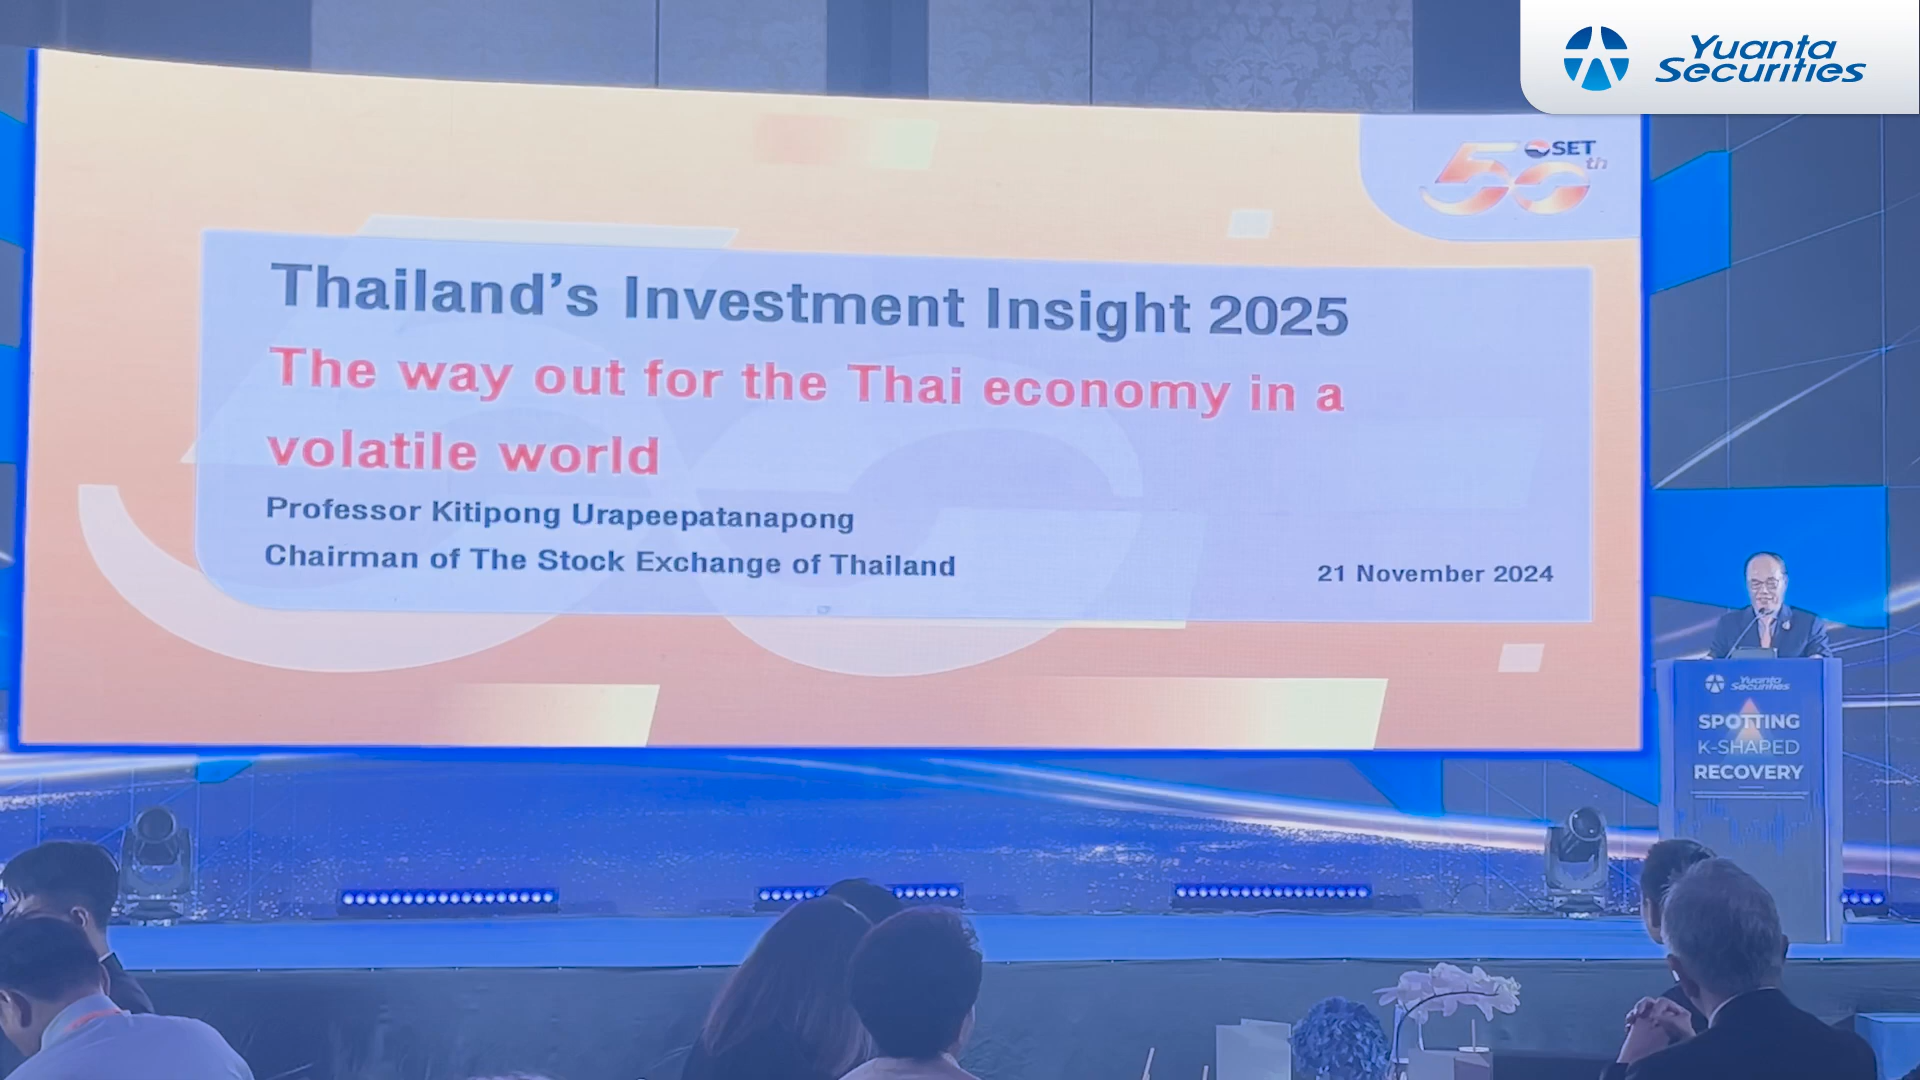 Yuanta
Securities
SET
50th
Thailand's Investment Insight 2025
The way out for the Thai economy in a
volatile world
Professor Kitipong Urapeepatanapong
Chairman of The Stock Exchange of Thailand
21 November 2024
Yuanta
Securities
SPOTTING
K-SHAPED
RECOVERY